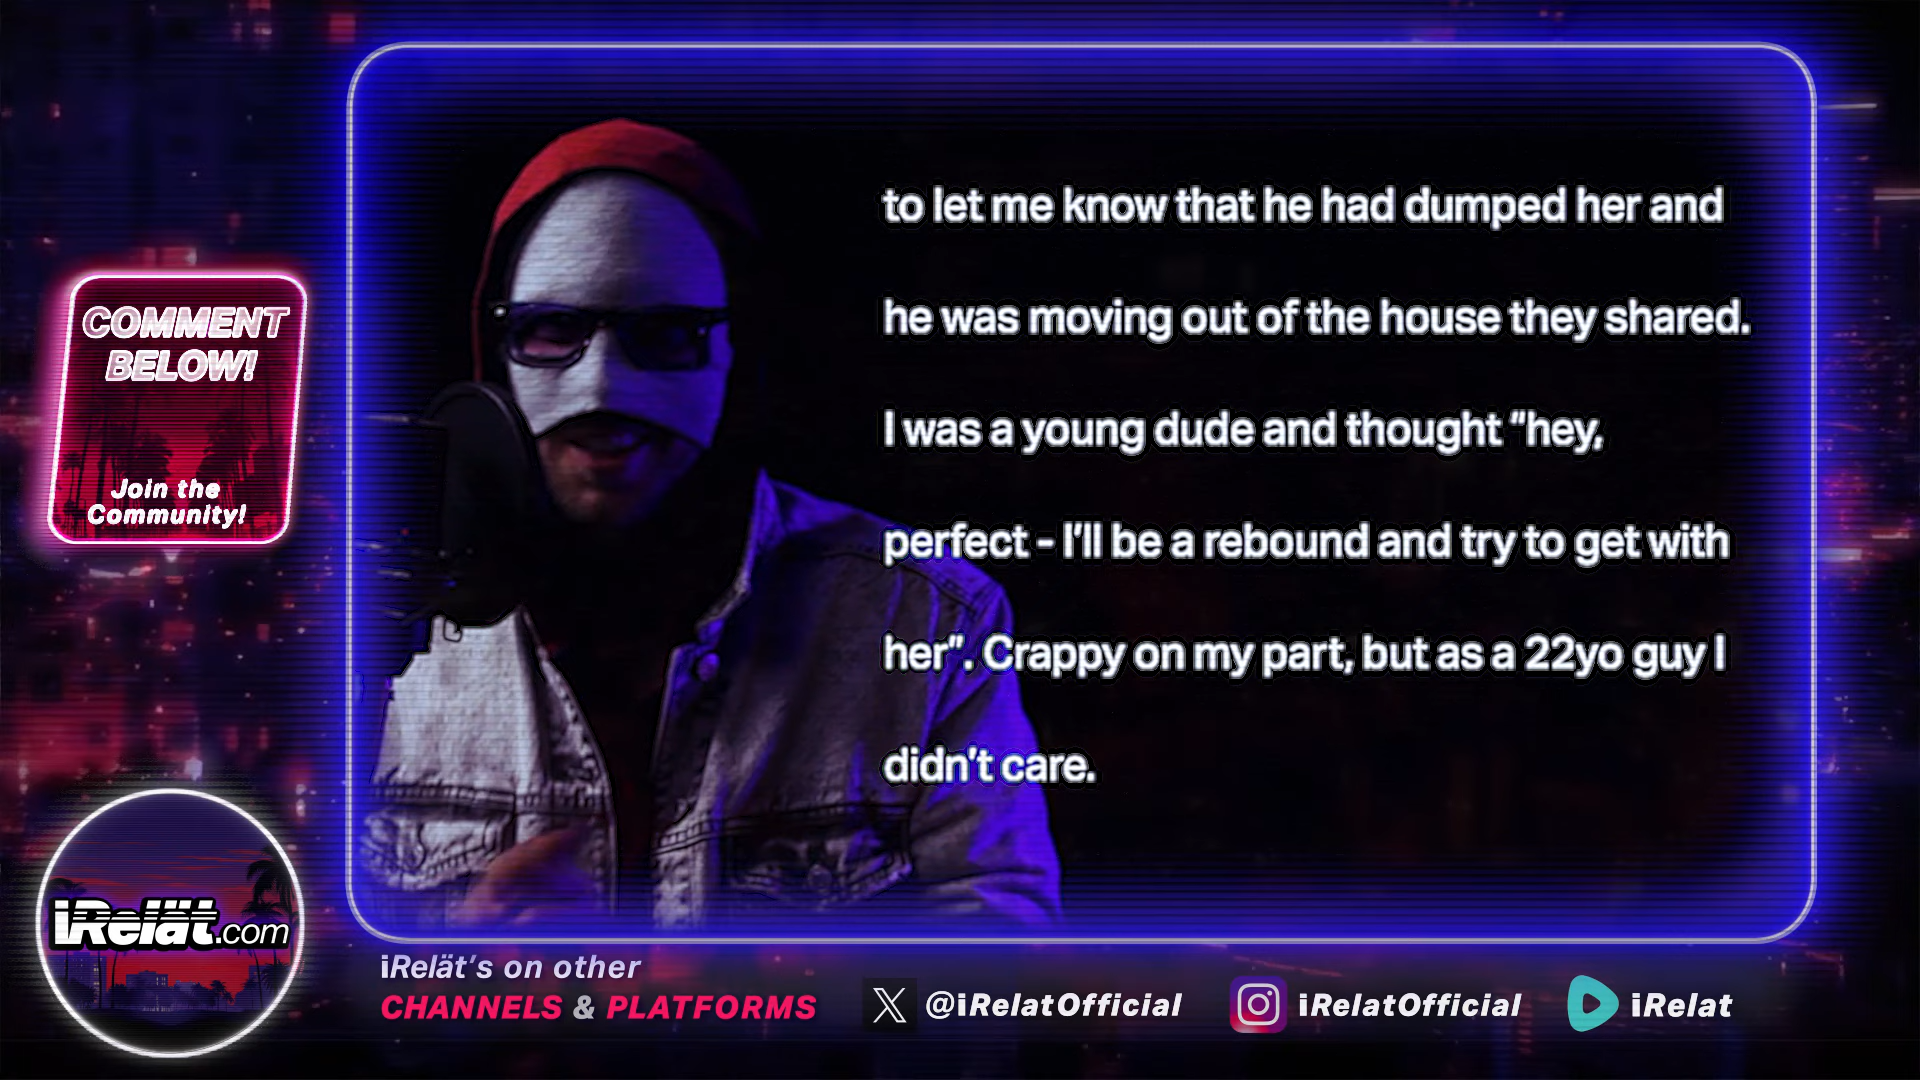 to let me know that he had dumped her and
he was moving out of the house they shared.
I was a young dude and thought “hey,
perfect - I’ll be a rebound and try to get with
her”. Crappy on my part, but as a 22yo guy I
didn’t care.
COMMENT
BELOW!
Join the
Community!
iRelät.com
iRelät’s on other
CHANNELS & PLATFORMS
@iRelatOfficial
iRelatOfficial
iRelat